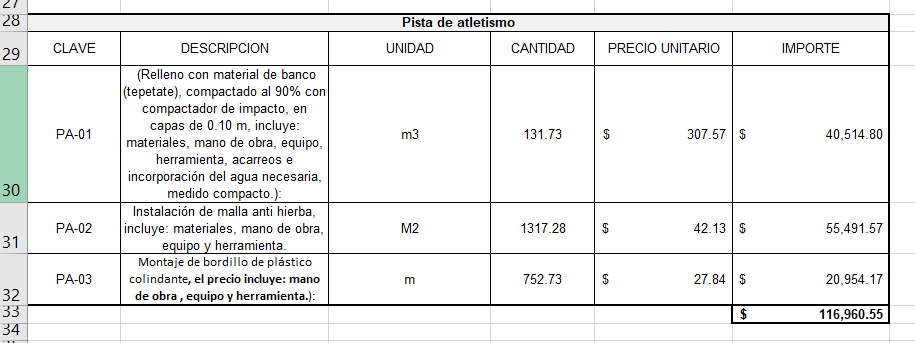 27
28 Pista de atletismo
29 CLAVE DESCRIPCION UNIDAD CANTIDAD PRECIO UNITARIO IMPORTE
(Relleno con material de banco
(tepetate), compactado al 90% con
compactador de impacto, en
capas de 0.10 m, incluye:
PA-01 materiales, mano de obra, equipo, m3 131.73 $ 307.57 $ 40,514.80
herramienta, acarreos e
incorporación del agua necesaria,
30 medido compacto.):
Instalación de malla anti hierba,
PA-02 incluye: materiales, mano de obra, M2 1317.28 $ 42.13 $ 55,491.57
31 equipo y herramienta.
Montaje de bordillo de plástico
PA-03 colindante, el precio incluye: mano m 752.73 $ 27.84 $ 20,954.17
32 de obra , equipo y herramienta.):
33 $ 116,960.55
34